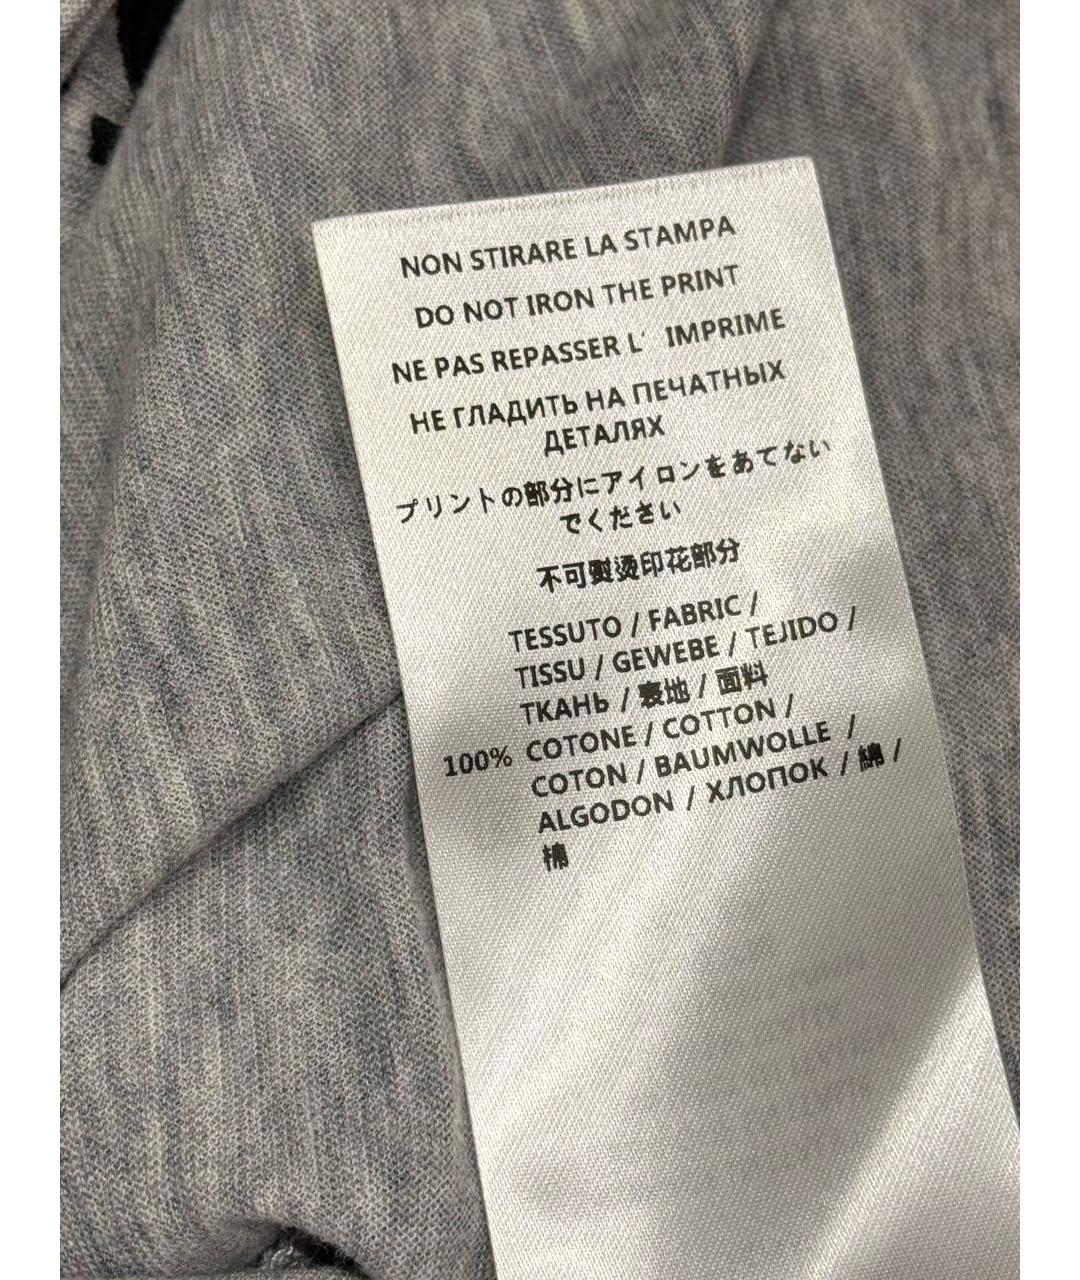 NON STIRARE LA STAMPA
DO NOT IRON THE PRINT
NE PAS REPASSER L' IMPRIME
НЕ ГЛАДИТЬ НА ПЕЧАТНЫХ
ДЕТАЛЯХ
プリントの部分にアイロンをあてない
でください
不可熨烫印花部分
TESSUTO / FABRIC /
TISSU / GEWEBE / TEJIDO /
ТКАНЬ / 表地 / 面料
100% COTONE / COTTON /
COTON / BAUMWOLLE /
ALGODON / ХЛОПОК / 綿 /
棉